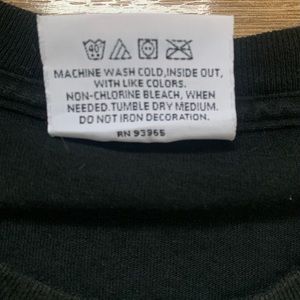 40°
MACHINE WASH COLD,INSIDE OUT,
WITH LIKE COLORS.
NON-CHLORINE BLEACH, WHEN
NEEDED.TUMBLE DRY MEDIUM.
DO NOT IRON DECORATION.
RN 93965